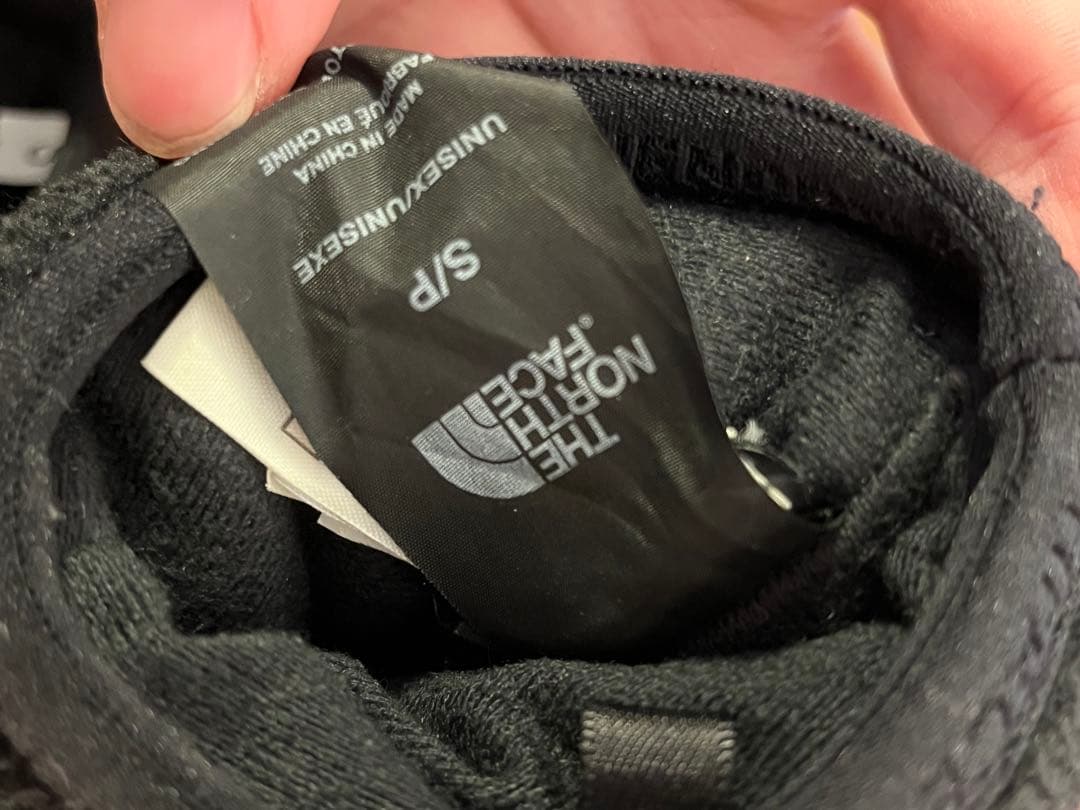 THE
NORTH
FACE®
S/P
UNISEX/UNISEXE
MADE IN CHINA
FABRIQUÉ EN CHINE